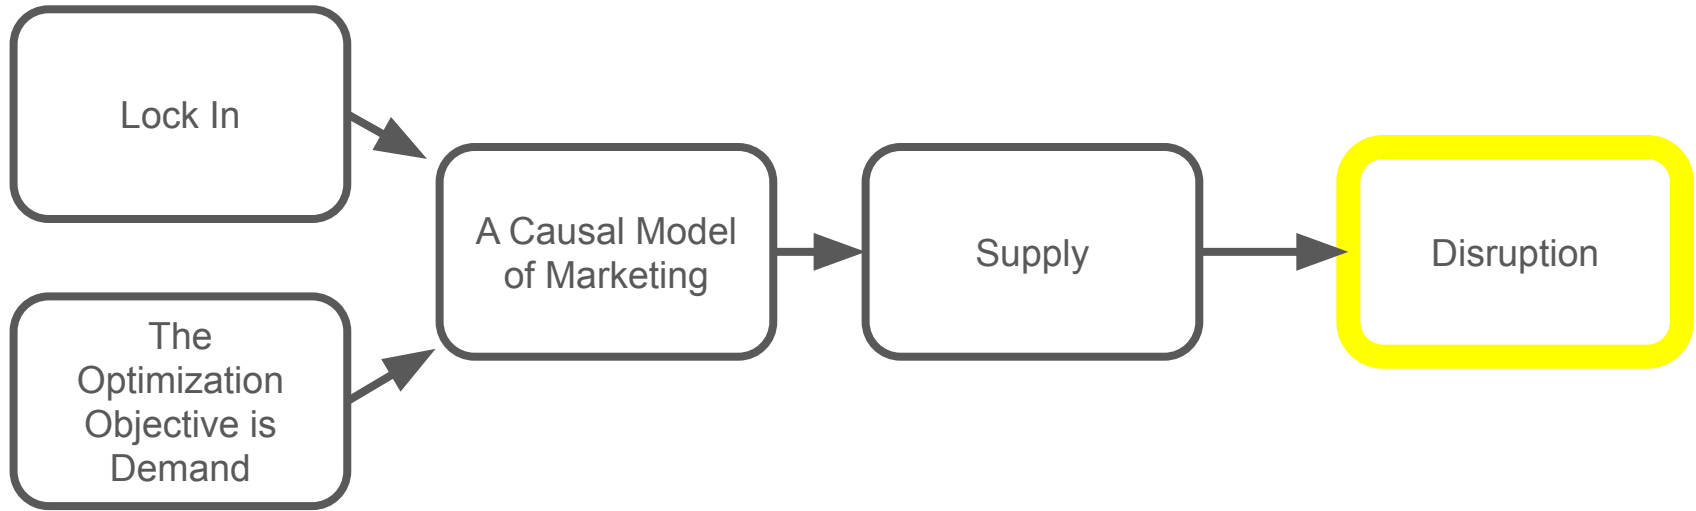 Lock In
The
Optimization
Objective is
Demand
A Causal Model
of Marketing
Supply
Disruption